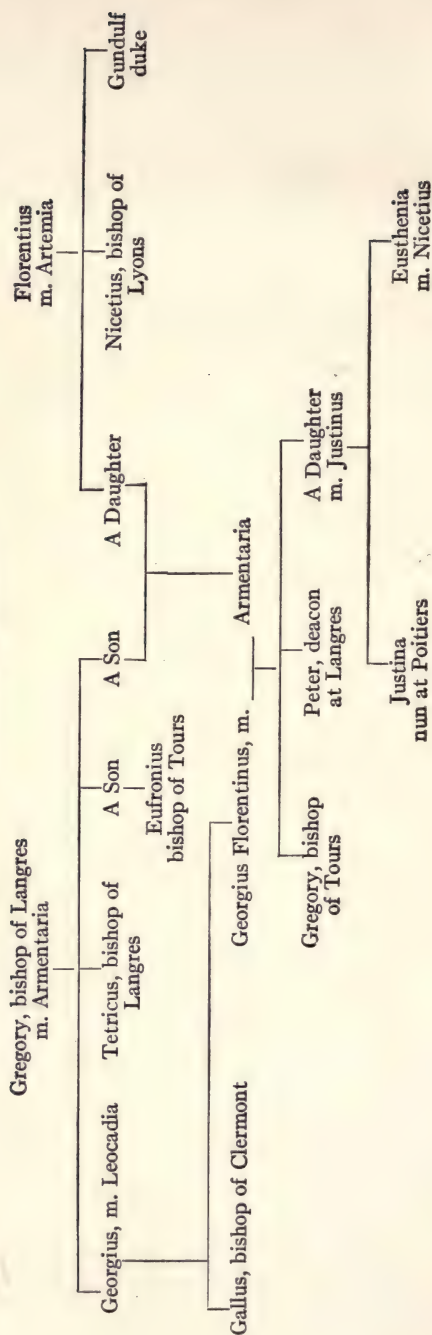 Gregory, bishop of Langres
m. Armentaria
Florentius
m. Artemia
Georgius, m. Leocadia
Tetricus, bishop of
Langres
A Son
Eufronius
bishop of Tours
A Son
A Daughter
Nicetius, bishop of
Lyons
Gundulf
duke
Gallus, bishop of Clermont
Georgius Florentinus, m.
Armentaria
Gregory, bishop
of Tours
Peter, deacon
at Langres
A Daughter
m. Justinus
Justina
nun at Poitiers
Eusthenia
m. Nicetius